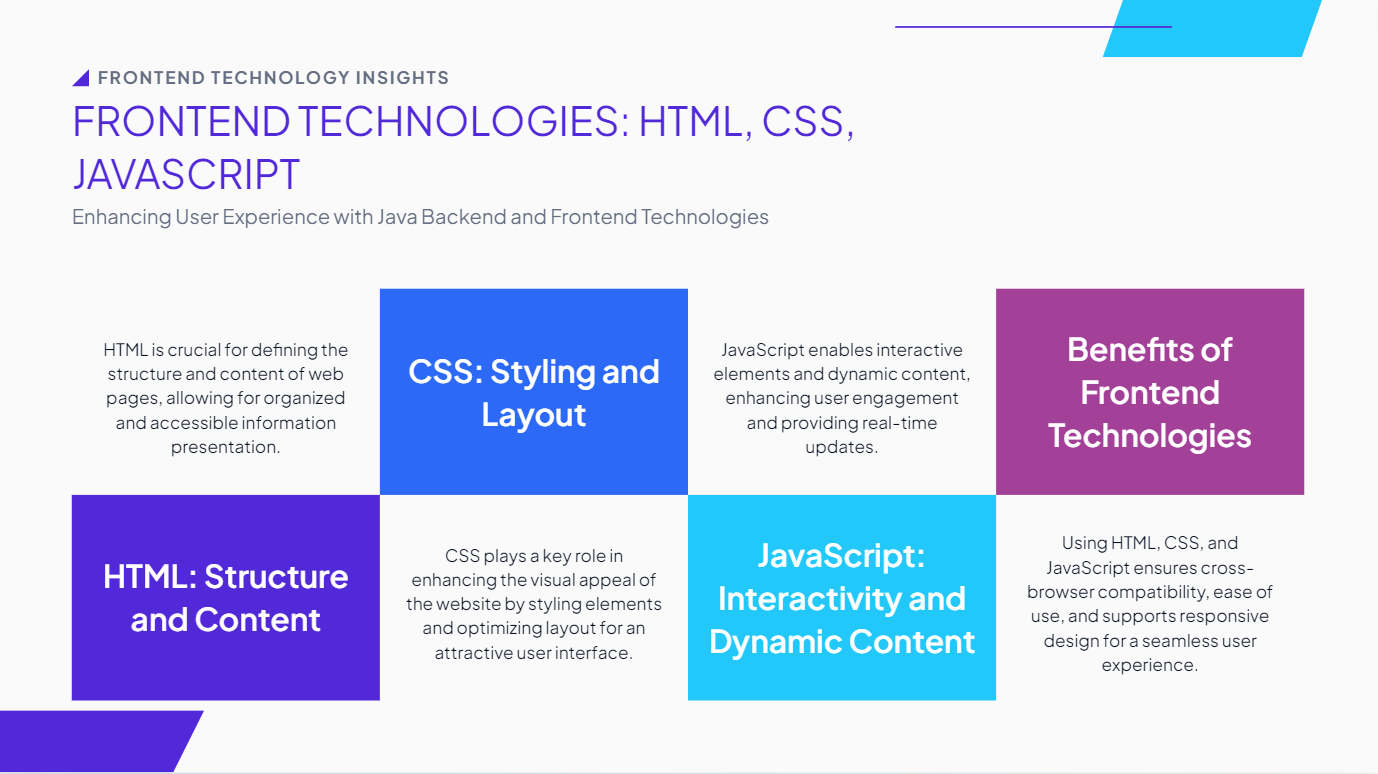 FRONTEND TECHNOLOGY INSIGHTS
FRONTEND TECHNOLOGIES: HTML, CSS,
JAVASCRIPT
Enhancing User Experience with Java Backend and Frontend Technologies
HTML is crucial for defining the
structure and content of web
pages, allowing for organized
and accessible information
presentation.
HTML: Structure
and Content
CSS: Styling and
Layout
CSS plays a key role in
enhancing the visual appeal of
the website by styling elements
and optimizing layout for an
attractive user interface.
JavaScript enables interactive
elements and dynamic content,
enhancing user engagement
and providing real-time
updates.
JavaScript:
Interactivity and
Dynamic Content
Benefits of
Frontend
Technologies
Using HTML, CSS, and
JavaScript ensures cross-
browser compatibility, ease of
use, and supports responsive
design for a seamless user
experience.